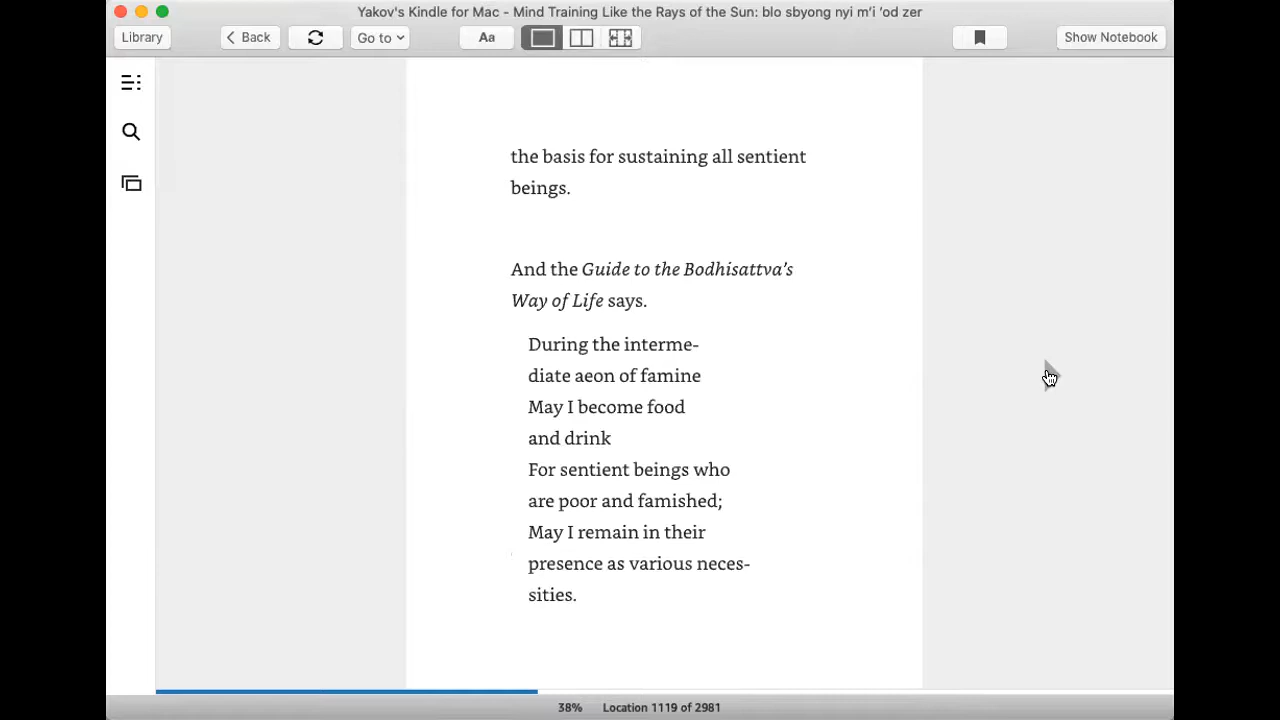 Yakov's Kindle for Mac - Mind Training Like the Rays of the Sun: blo sbyong nyi m'i 'od zer
Library
Back
Go to
Aa
Show Notebook
the basis for sustaining all sentient
beings.
And the Guide to the Bodhisattva’s
Way of Life says.
During the interme-
diate aeon of famine
May I become food
and drink
For sentient beings who
are poor and famished;
May I remain in their
presence as various neces-
sities.
38%
Location 1119 of 2981